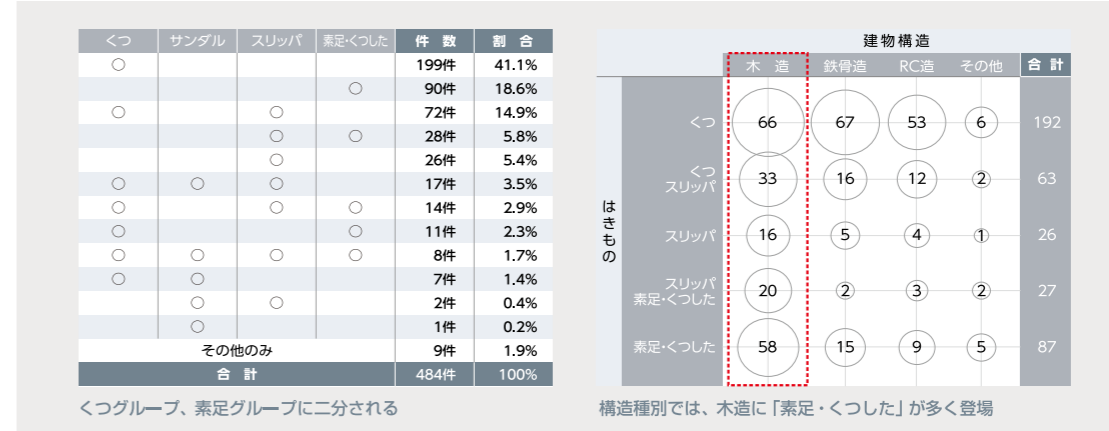 くつ サンダル スリッパ 素足・くつした 件 数 割 合
○ 199件 41.1%
○ 90件 18.6%
○ ○ 72件 14.9%
○ ○ 28件 5.8%
○ 26件 5.4%
○ ○ ○ 17件 3.5%
○ ○ ○ 14件 2.9%
○ ○ 11件 2.3%
○ ○ ○ ○ 8件 1.7%
○ ○ 7件 1.4%
○ ○ 2件 0.4%
○ 1件 0.2%
その他のみ 9件 1.9%
合 計 484件 100%
くつグループ、素足グループに二分される
建物構造
木 造 鉄骨造 RC造 その他 合 計
はきもの
くつ 66 67 53 6 192
くつ
スリッパ 33 16 12 2 63
スリッパ 16 5 4 1 26
スリッパ
素足・くつした 20 2 3 2 27
素足・くつした 58 15 9 5 87
構造種別では、木造に「素足・くつした」が多く登場